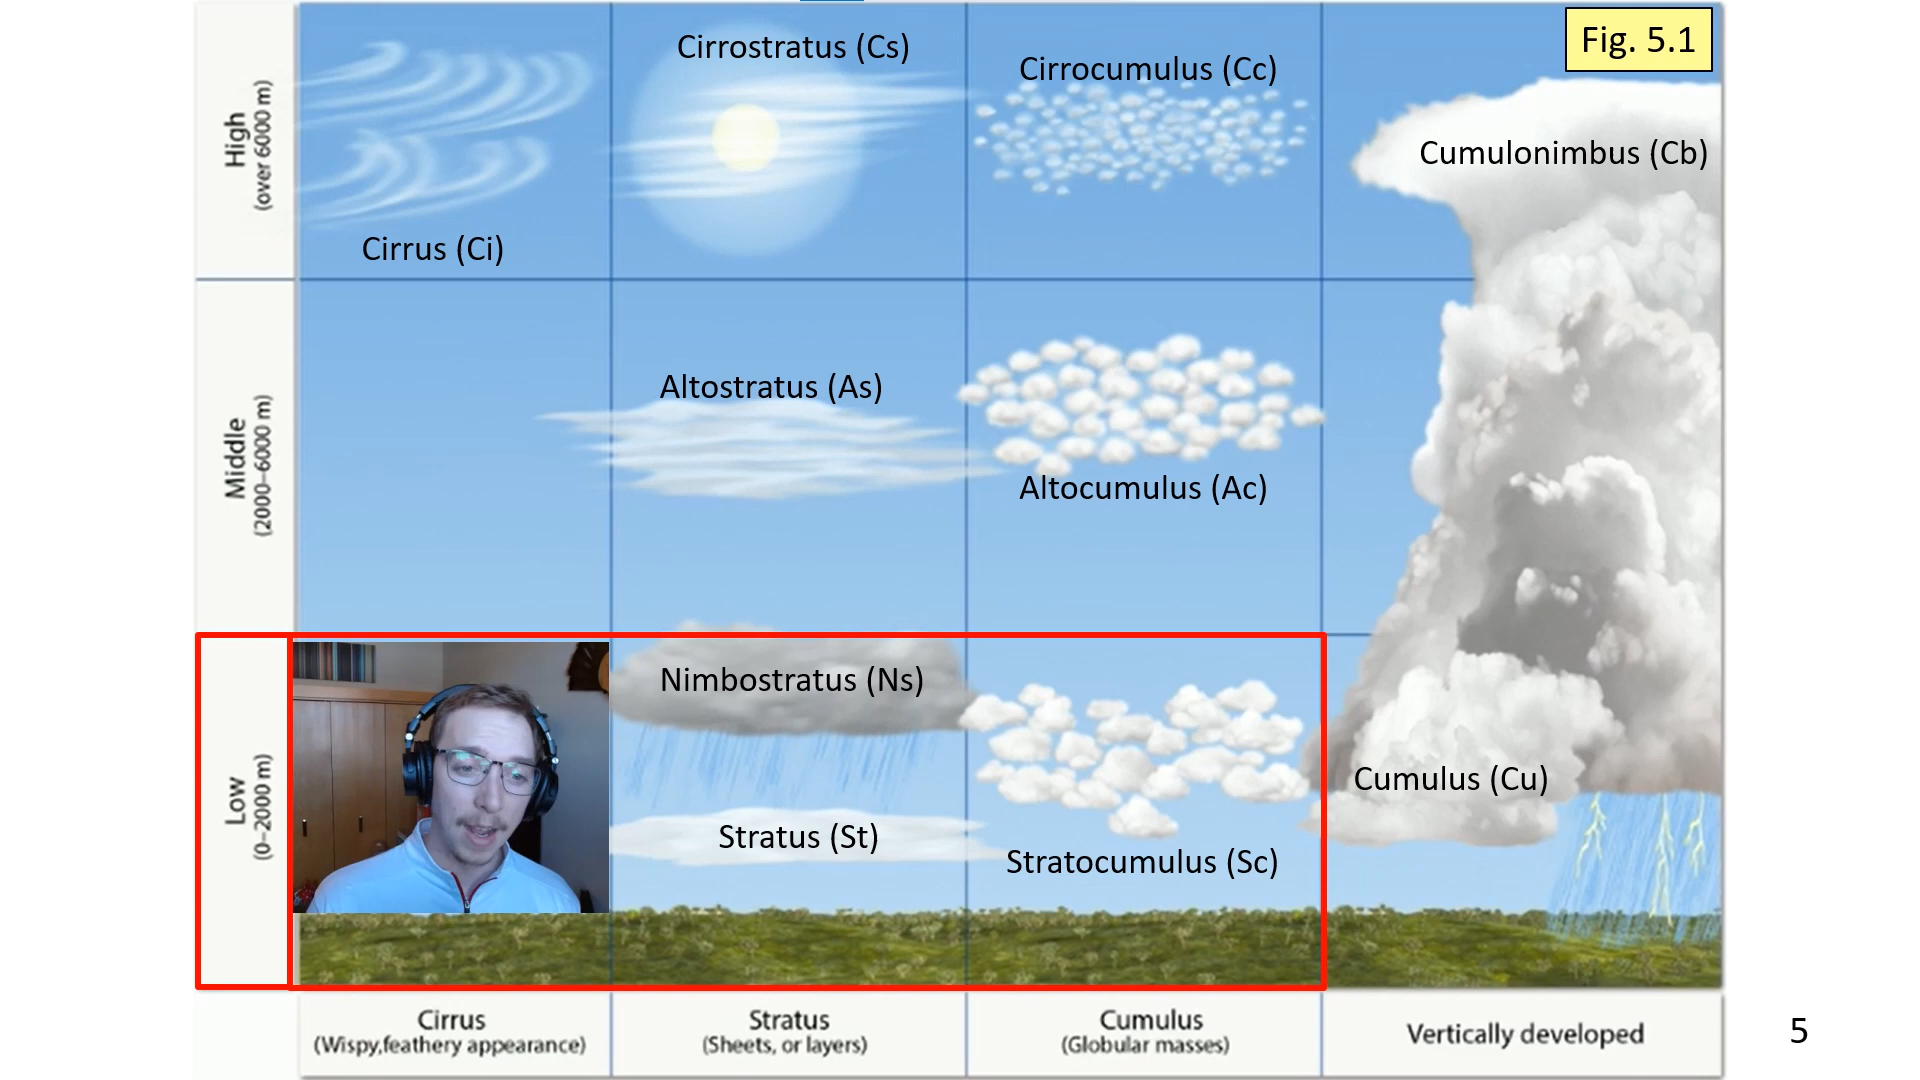 Fig. 5.1
High
(over 6000 m)
Cirrus (Ci)
Cirrostratus (Cs)
Cirrocumulus (Cc)
Cumulonimbus (Cb)
Middle
(2000–6000 m)
Altostratus (As)
Altocumulus (Ac)
Low
(0–2000 m)
Nimbostratus (Ns)
Stratus (St)
Stratocumulus (Sc)
Cumulus (Cu)
Cirrus
(Wispy,feathery appearance)
Stratus
(Sheets, or layers)
Cumulus
(Globular masses)
Vertically developed
5